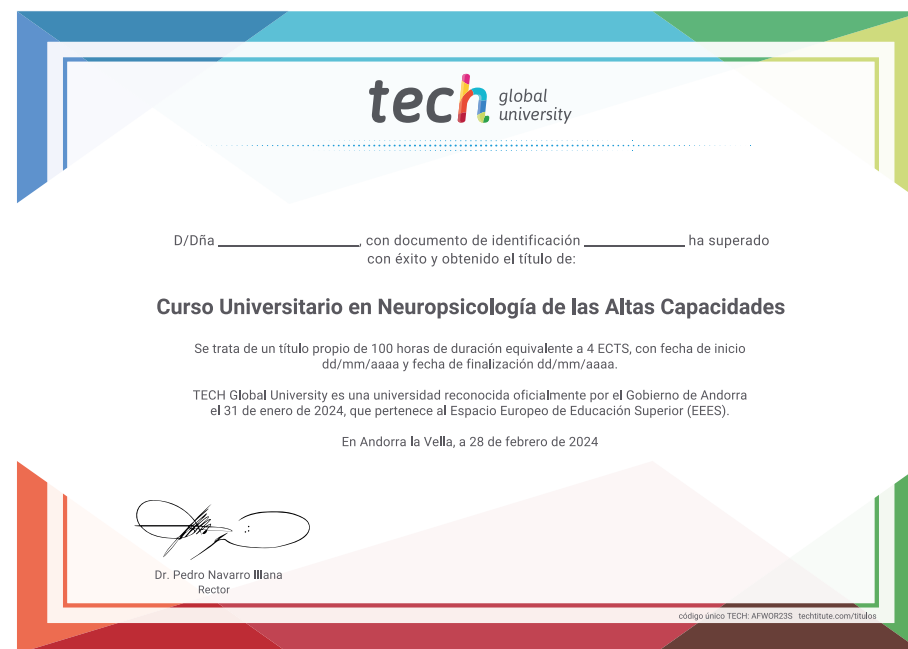 tech global university
D/Dña ____________________, con documento de identificación ______________ ha superado
con éxito y obtenido el título de:
Curso Universitario en Neuropsicología de las Altas Capacidades
Se trata de un título propio de 100 horas de duración equivalente a 4 ECTS, con fecha de inicio
dd/mm/aaaa y fecha de finalización dd/mm/aaaa.
TECH Global University es una universidad reconocida oficialmente por el Gobierno de Andorra
el 31 de enero de 2024, que pertenece al Espacio Europeo de Educación Superior (EEES).
En Andorra la Vella, a 28 de febrero de 2024
Dr. Pedro Navarro Illana
Rector
código único TECH: AFWOR23S techtitute.com/titulos